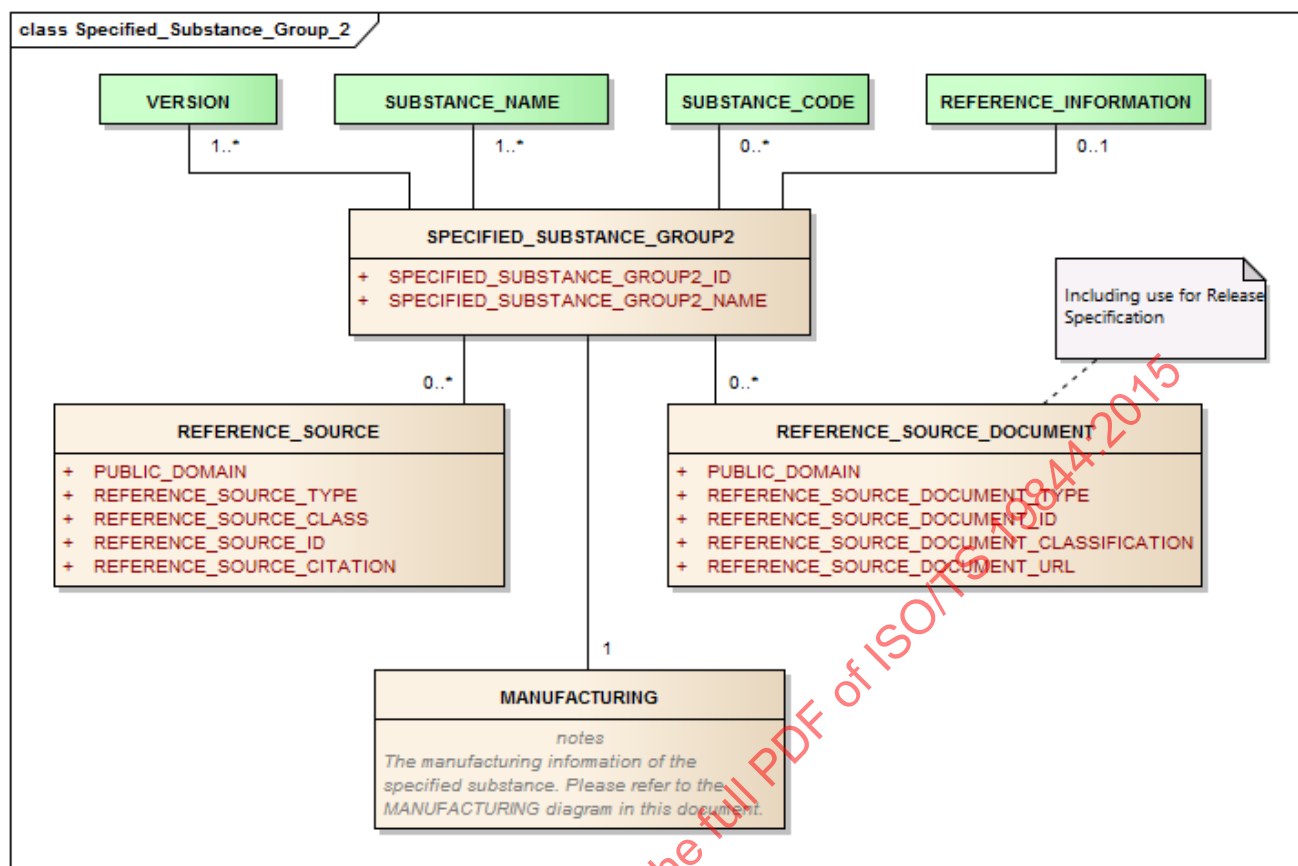 class Specified_Substance_Group_2
VERSION
SUBSTANCE_NAME
SUBSTANCE_CODE
REFERENCE_INFORMATION
1..*
1..*
0..*
0..1
SPECIFIED_SUBSTANCE_GROUP2
+ SPECIFIED_SUBSTANCE_GROUP2_ID
+ SPECIFIED_SUBSTANCE_GROUP2_NAME
Including use for Release
Specification
0..*
0..*
REFERENCE_SOURCE
+ PUBLIC_DOMAIN
+ REFERENCE_SOURCE_TYPE
+ REFERENCE_SOURCE_CLASS
+ REFERENCE_SOURCE_ID
+ REFERENCE_SOURCE_CITATION
REFERENCE_SOURCE_DOCUMENT
+ PUBLIC_DOMAIN
+ REFERENCE_SOURCE_DOCUMENT_TYPE
+ REFERENCE_SOURCE_DOCUMENT_ID
+ REFERENCE_SOURCE_DOCUMENT_CLASSIFICATION
+ REFERENCE_SOURCE_DOCUMENT_URL
1
MANUFACTURING
notes
The manufacturing information of the
specified substance. Please refer to the
MANUFACTURING diagram in this document.
he full PDF of ISO/TS 19844:2015